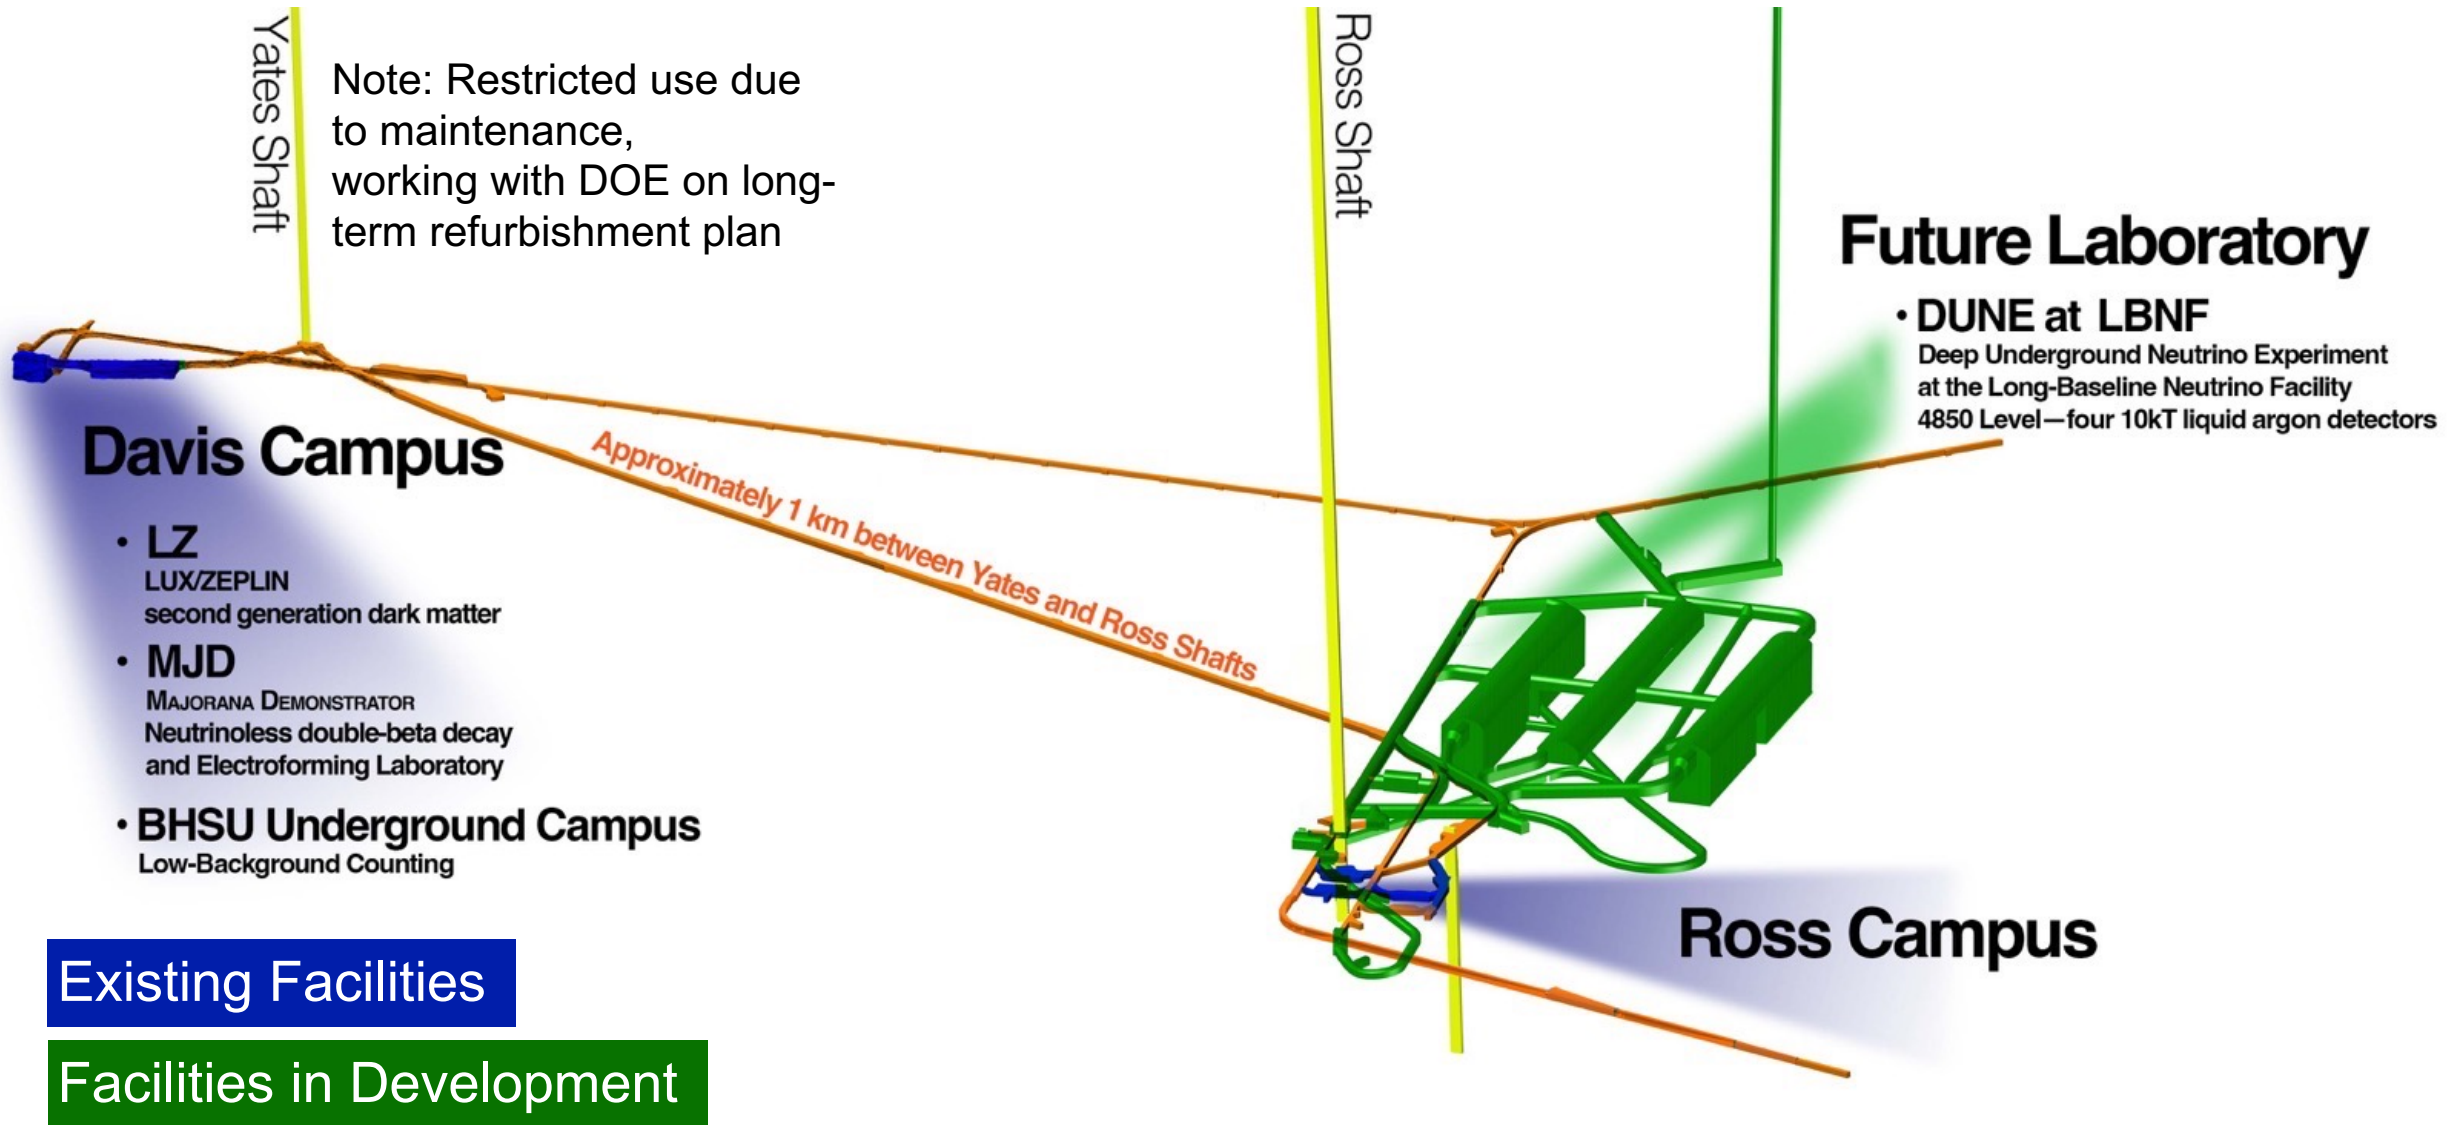 Yates Shaft
Note: Restricted use due
to maintenance,
working with DOE on long-
term refurbishment plan
Ross Shaft
Future Laboratory
• DUNE at LBNF
Deep Underground Neutrino Experiment
at the Long-Baseline Neutrino Facility
4850 Level—four 10kT liquid argon detectors
Approximately 1 km between Yates and Ross Shafts
Davis Campus
• LZ
LUX/ZEPLIN
second generation dark matter
• MJD
MAJORANA DEMONSTRATOR
Neutrinoless double-beta decay
and Electroforming Laboratory
• BHSU Underground Campus
Low-Background Counting
Ross Campus
Existing Facilities
Facilities in Development